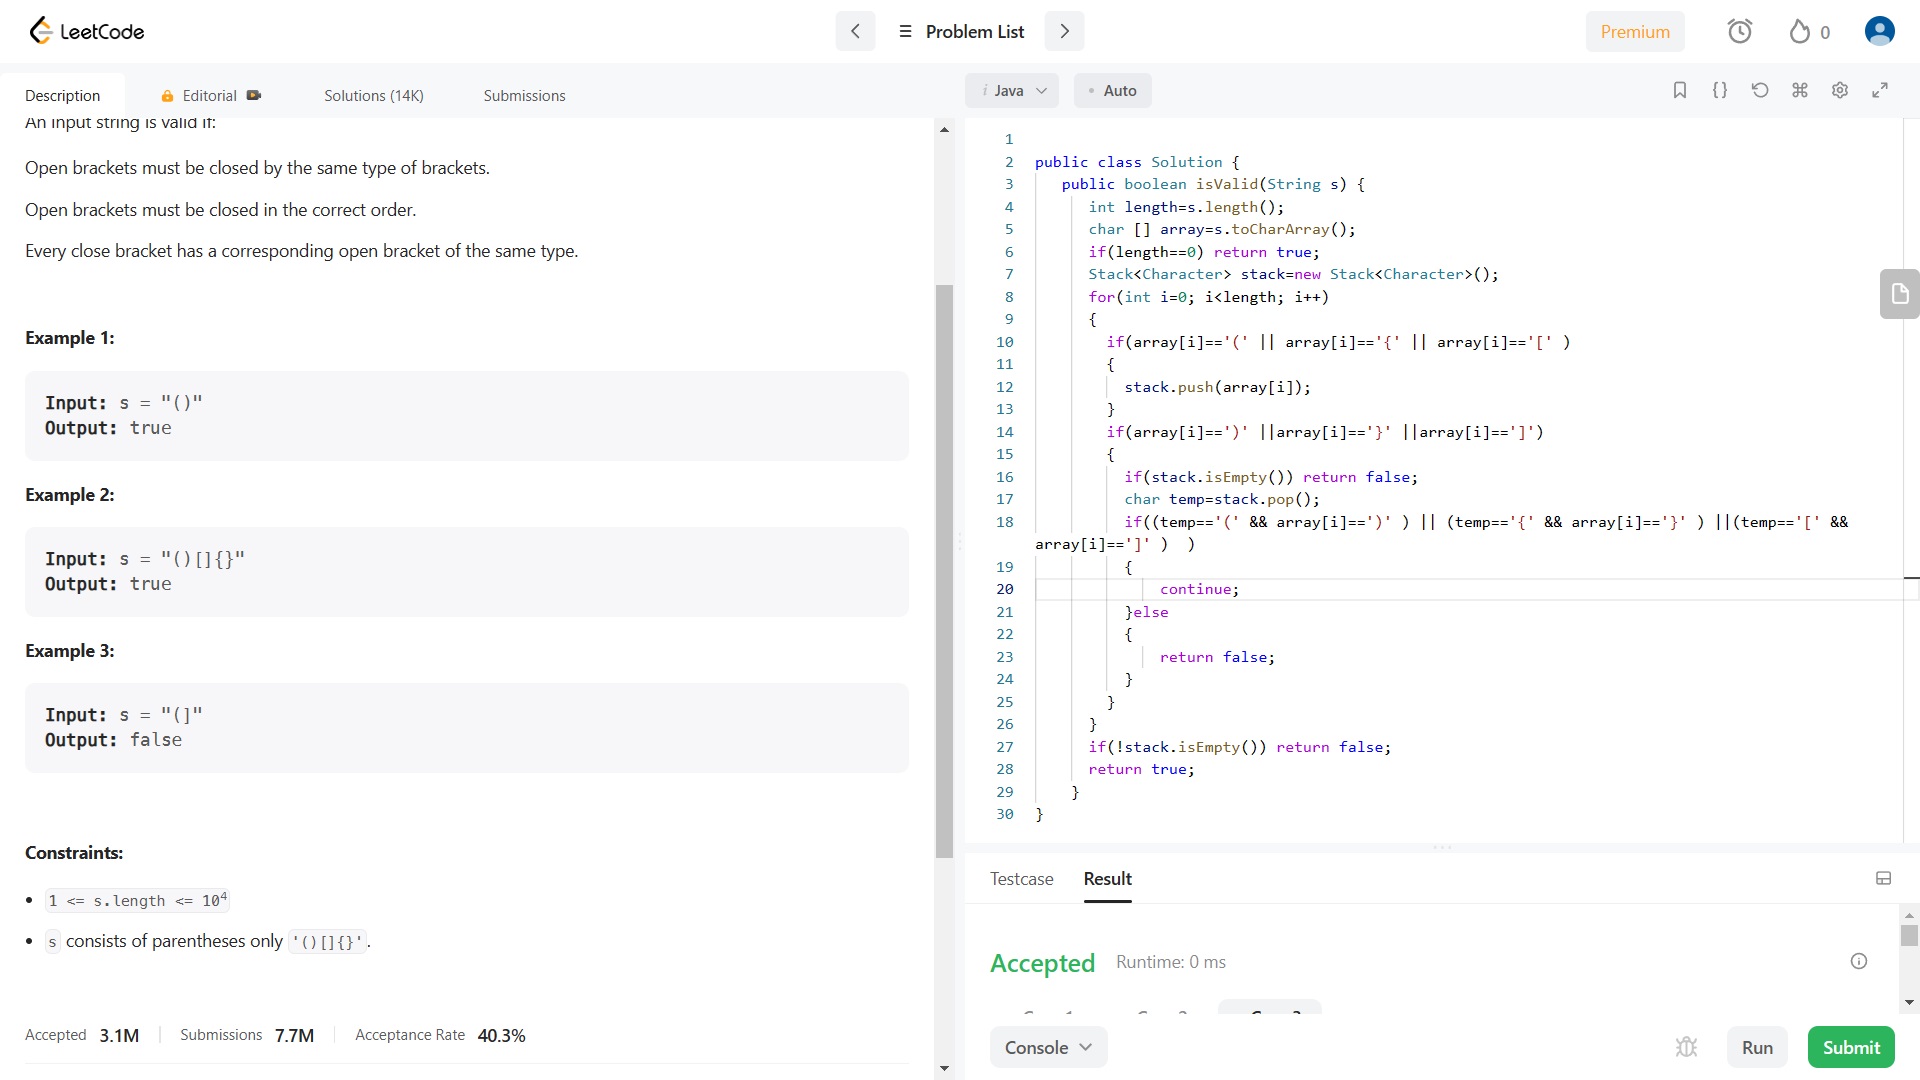 LeetCode
Problem List
Premium
0
Description
Editorial
Solutions (14K)
Submissions
An input string is valid if:
Open brackets must be closed by the same type of brackets.
Open brackets must be closed in the correct order.
Every close bracket has a corresponding open bracket of the same type.
Example 1:
Input: s = "()"
Output: true
Example 2:
Input: s = "()[]{}"
Output: true
Example 3:
Input: s = "(]"
Output: false
Constraints:
• 1 <= s.length <= 10⁴
• s consists of parentheses only '()[]{}'.
Accepted 3.1M
Submissions 7.7M
Acceptance Rate 40.3%
i Java
• Auto
1
2 public class Solution {
3 public boolean isValid(String s) {
4 int length=s.length();
5 char [] array=s.toCharArray();
6 if(length==0) return true;
7 Stack<Character> stack=new Stack<Character>();
8 for(int i=0; i<length; i++)
9 {
10 if(array[i]=='(' || array[i]=='{' || array[i]=='[' )
11 {
12 stack.push(array[i]);
13 }
14 if(array[i]==')' ||array[i]=='}' ||array[i]==']')
15 {
16 if(stack.isEmpty()) return false;
17 char temp=stack.pop();
18 if((temp=='(' && array[i]==')' ) || (temp=='{' && array[i]=='}' ) ||(temp=='[' &&
array[i]==']' )  )
19 {
20 continue;
21 }else
22 {
23 return false;
24 }
25 }
26 }
27 if(!stack.isEmpty()) return false;
28 return true;
29 }
30 }
Testcase
Result
Accepted
Runtime: 0 ms
Console
Run
Submit